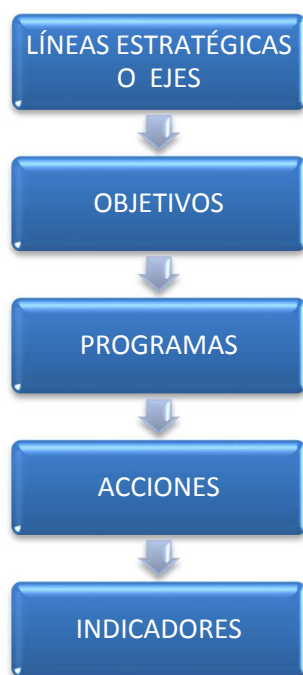 LÍNEAS ESTRATÉGICAS
O EJES
OBJETIVOS
PROGRAMAS
ACCIONES
INDICADORES